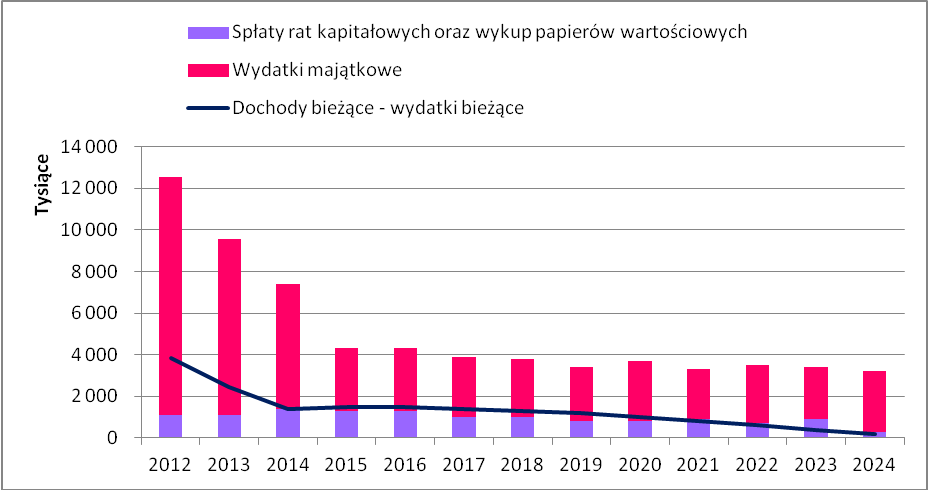 Spłaty rat kapitałowych oraz wykup papierów wartościowych
Wydatki majątkowe
Dochody bieżące - wydatki bieżące
Tysiące
14 000
12 000
10 000
8 000
6 000
4 000
2 000
0
2012 2013 2014 2015 2016 2017 2018 2019 2020 2021 2022 2023 2024